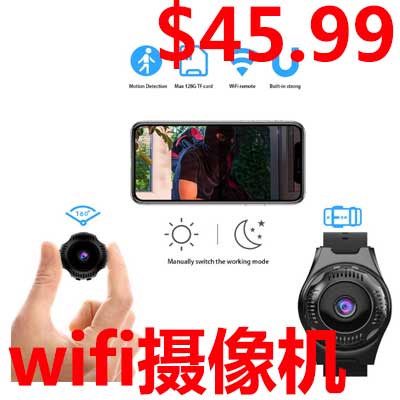 $45.99
Motion Detection
Max 128G TF card
WiFi remote
Built-in strong
160°
Manually switch the working mode
wifi摄像机